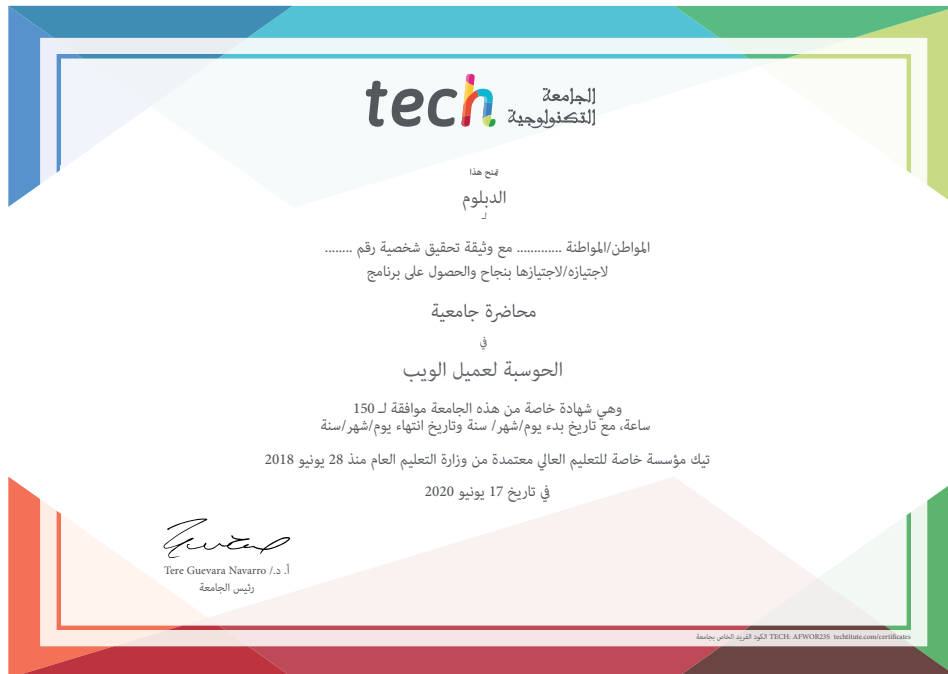 tech الجامعة
التكنولوجية
تمنح هذا
الدبلوم
لـ
المواطن/المواطنة ............. مع وثيقة تحقيق شخصية رقم ........
لاجتيازه/لاجتيازها بنجاح والحصول على برنامج
محاضرة جامعية
في
الحوسبة لعميل الويب
وهي شهادة خاصة من هذه الجامعة موافقة لـ 150
ساعة، مع تاريخ بدء يوم/شهر/ سنة وتاريخ انتهاء يوم/شهر/سنة
تيك مؤسسة خاصة للتعليم العالي معتمدة من وزارة التعليم العام منذ 28 يونيو 2018
في تاريخ 17 يونيو 2020
أ. د./ Tere Guevara Navarro
رئيس الجامعة
الكود الفريد الخاص بجامعة TECH: AFWOR23S techtitute.com/certificates